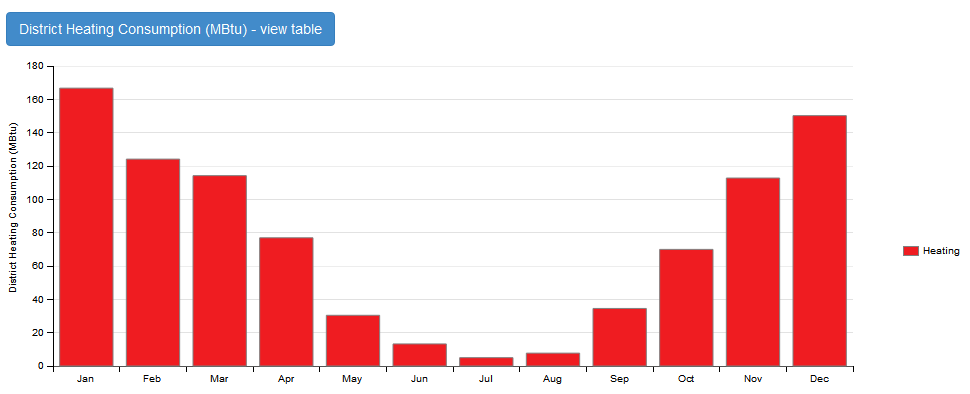 District Heating Consumption (MBtu) - view table
District Heating Consumption (MBtu)
180
160
140
120
100
80
60
40
20
0
Jan Feb Mar Apr May Jun Jul Aug Sep Oct Nov Dec
Heating